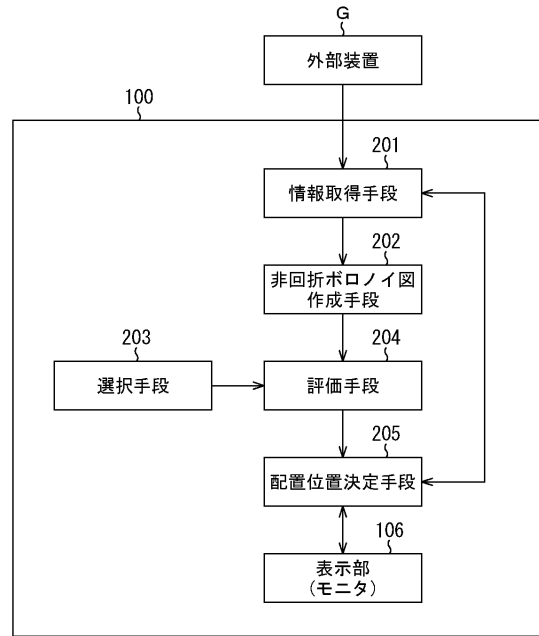 G
外部装置
100
201
情報取得手段
202
非回折ボロノイ図
作成手段
203
選択手段
204
評価手段
205
配置位置決定手段
106
表示部
(モニタ)